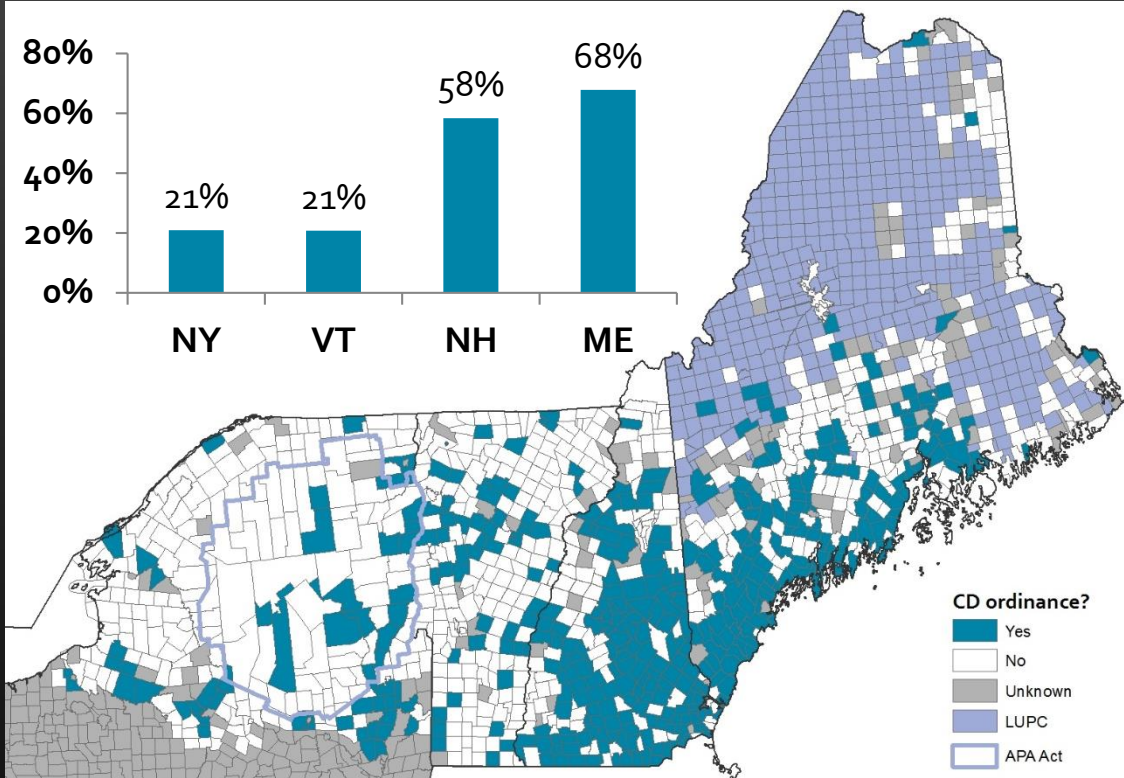 80%
60%
40%
20%
0%
21%
21%
58%
68%
NY VT NH ME
CD ordinance?
Yes
No
Unknown
LUPC
APA Act